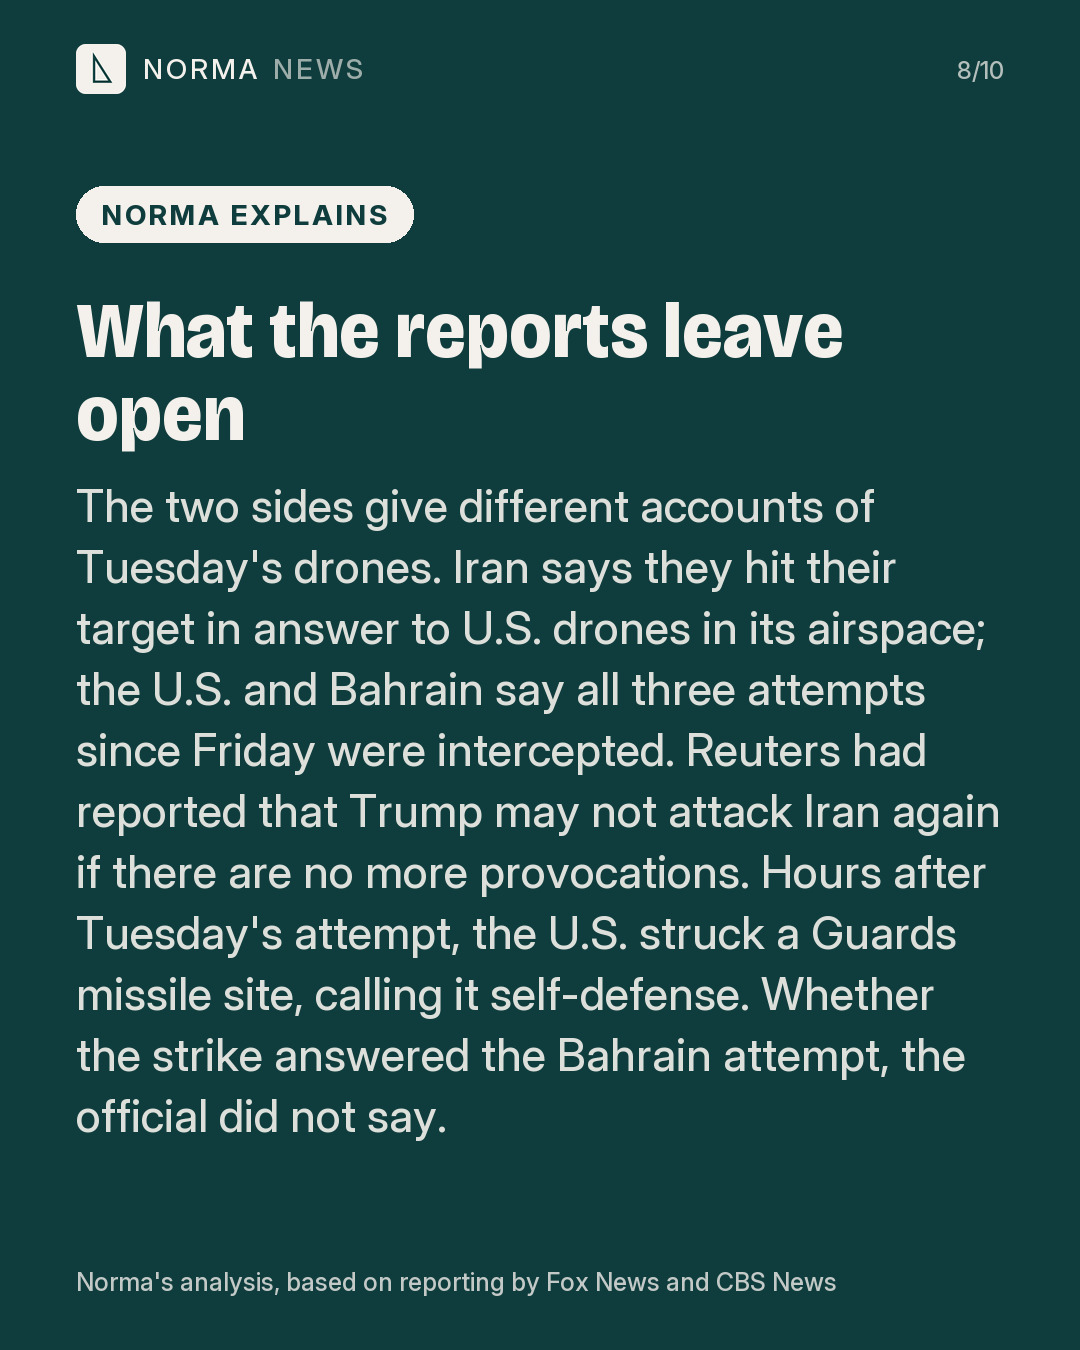 NORMA NEWS
8/10
NORMA EXPLAINS
What the reports leave
open
The two sides give different accounts of
Tuesday's drones. Iran says they hit their
target in answer to U.S. drones in its airspace;
the U.S. and Bahrain say all three attempts
since Friday were intercepted. Reuters had
reported that Trump may not attack Iran again
if there are no more provocations. Hours after
Tuesday's attempt, the U.S. struck a Guards
missile site, calling it self-defense. Whether
the strike answered the Bahrain attempt, the
official did not say.
Norma's analysis, based on reporting by Fox News and CBS News